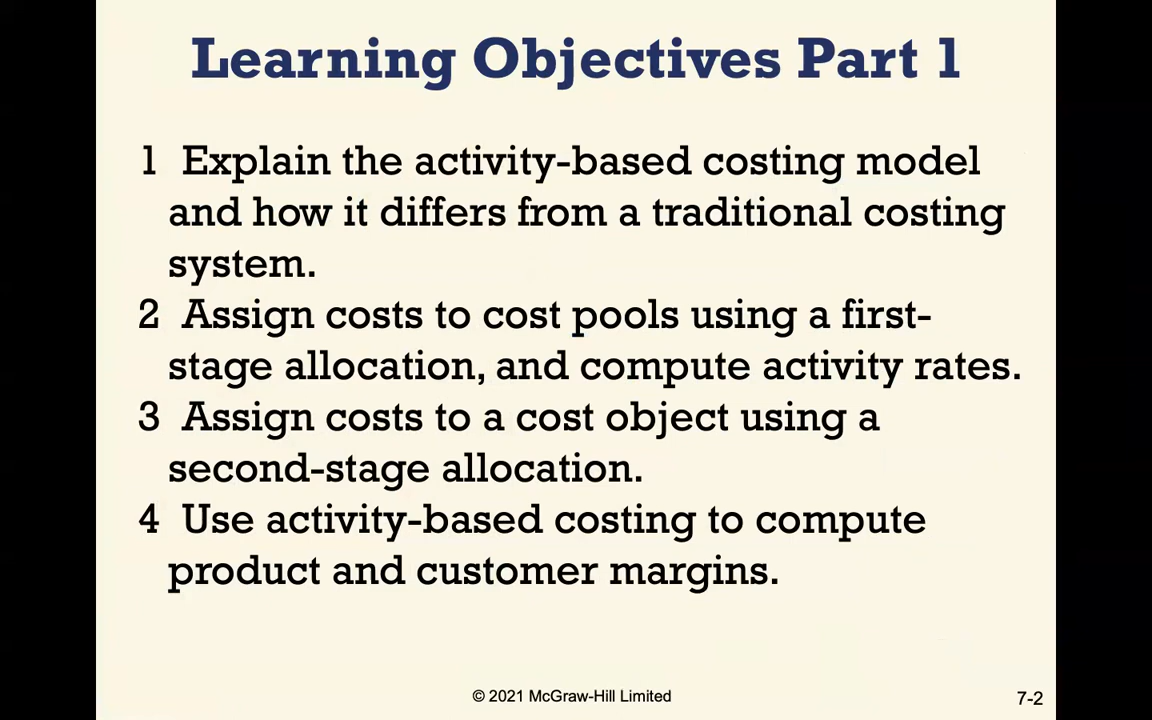 Learning Objectives Part 1
1 Explain the activity-based costing model
and how it differs from a traditional costing
system.
2 Assign costs to cost pools using a first-
stage allocation, and compute activity rates.
3 Assign costs to a cost object using a
second-stage allocation.
4 Use activity-based costing to compute
product and customer margins.
© 2021 McGraw-Hill Limited
7-2